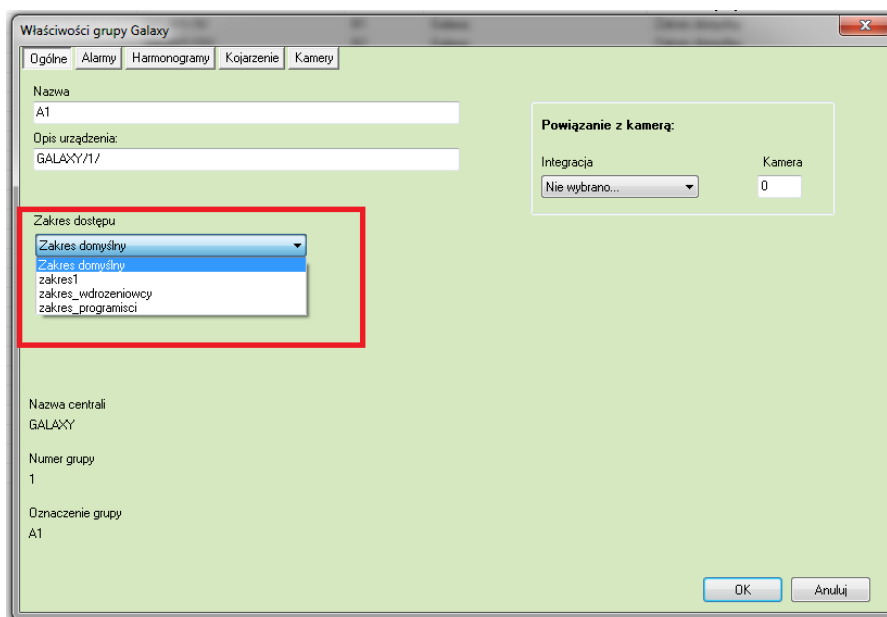 Właściwości grupy Galaxy
Ogólne Alarmy Harmonogramy Kojarzenie Kamery
Nazwa
A1
Opis urządzenia:
GALAXY/1/
Powiązanie z kamerą:
Integracja Kamera
Nie wybrano... 0
Zakres dostępu
Zakres domyślny
Zakres domyślny
zakres1
zakres_wdrozeniowcy
zakres_programisci
Nazwa centrali
GALAXY
Numer grupy
1
Oznaczenie grupy
A1
OK Anuluj